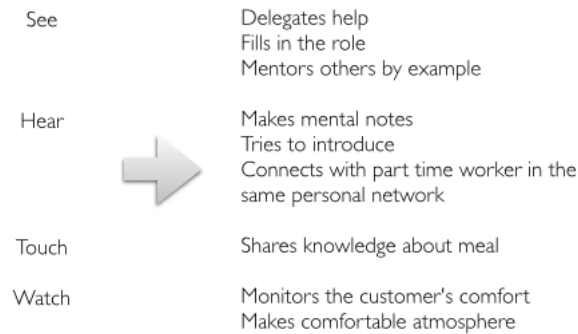 See
Delegates help
Fills in the role
Mentors others by example
Hear
Makes mental notes
Tries to introduce
Connects with part time worker in the
same personal network
Touch
Shares knowledge about meal
Watch
Monitors the customer's comfort
Makes comfortable atmosphere